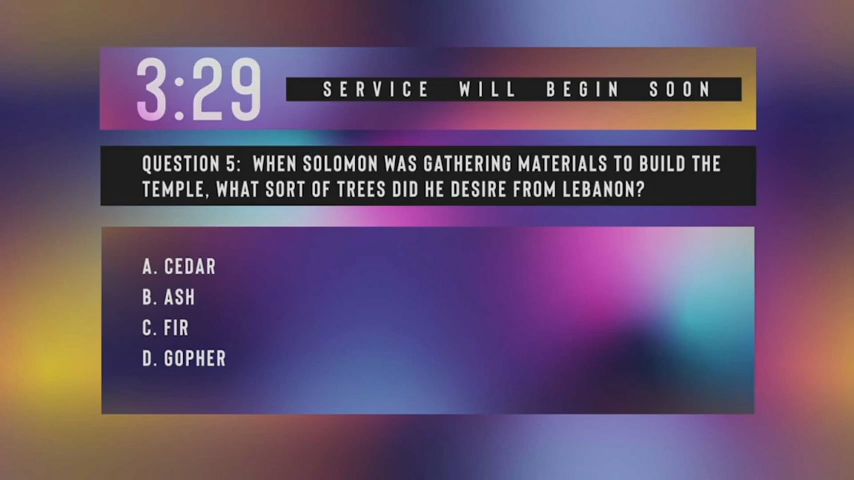 3:29
SERVICE WILL BEGIN SOON
QUESTION 5: WHEN SOLOMON WAS GATHERING MATERIALS TO BUILD THE
TEMPLE, WHAT SORT OF TREES DID HE DESIRE FROM LEBANON?
A. CEDAR
B. ASH
C. FIR
D. GOPHER